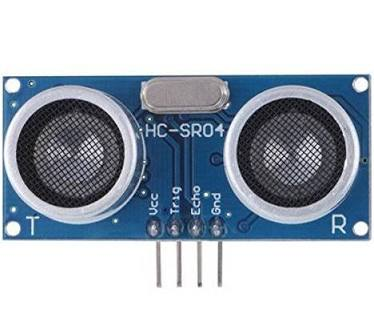 HC-SR04
T
Vcc
Trig
Echo
Gnd
R